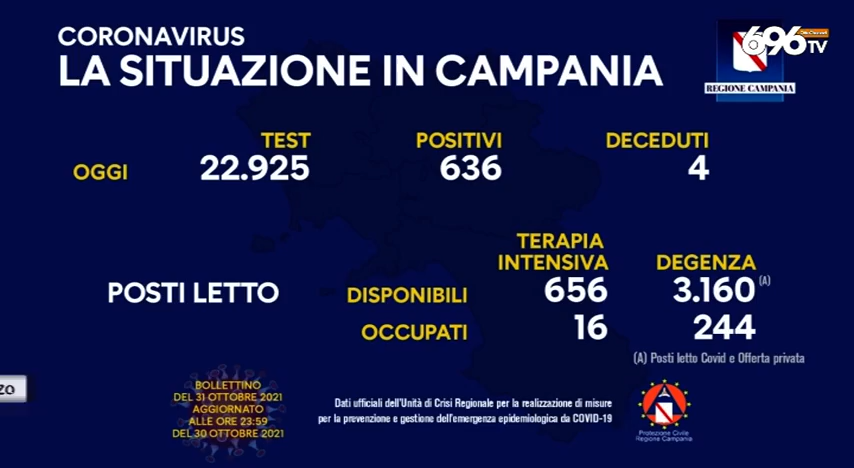 CORONAVIRUS
LA SITUAZIONE IN CAMPANIA
696 TV
REGIONE CAMPANIA
TEST POSITIVI DECEDUTI
OGGI 22.925 636 4
TERAPIA
INTENSIVA DEGENZA
POSTI LETTO DISPONIBILI 656 3.160 (A)
OCCUPATI 16 244
(A) Posti letto Covid e Offerta privata
ZO
BOLLETTINO
DEL 31 OTTOBRE 2021
AGGIORNATO
ALLE ORE 23:59
DEL 30 OTTOBRE 2021
Dati ufficiali dell'Unità di Crisi Regionale per la realizzazione di misure
per la prevenzione e gestione dell'emergenza epidemiologica da COVID-19
Protezione Civile
Regione Campania